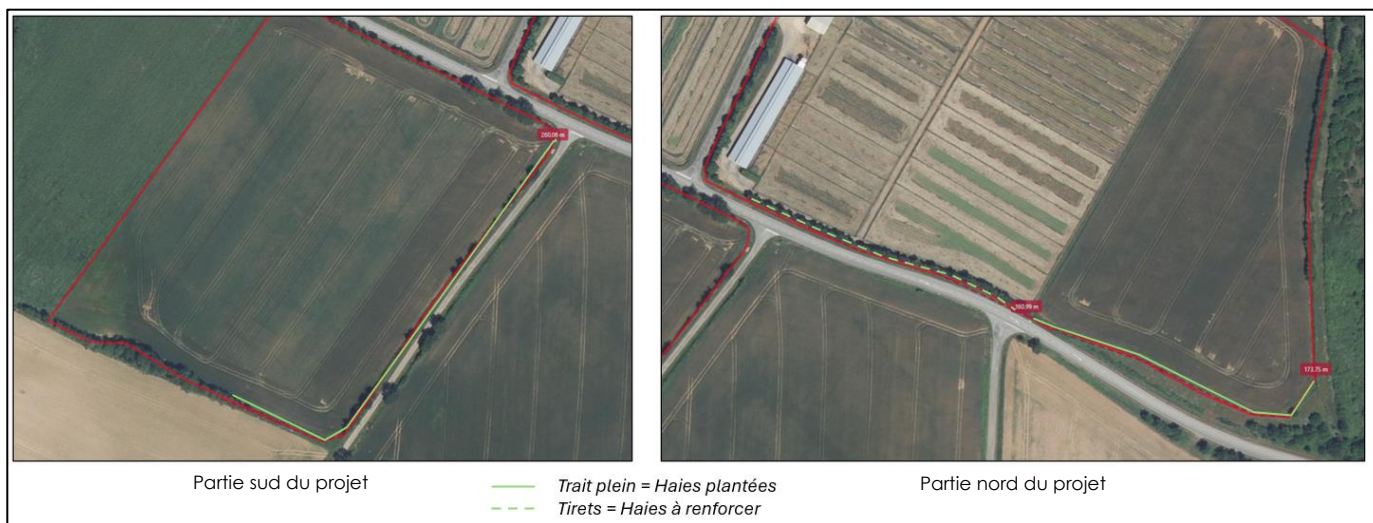 260.06 m
160.99 m
173.75 m
Partie sud du projet
Partie nord du projet
Trait plein = Haies plantées
Tirets = Haies à renforcer